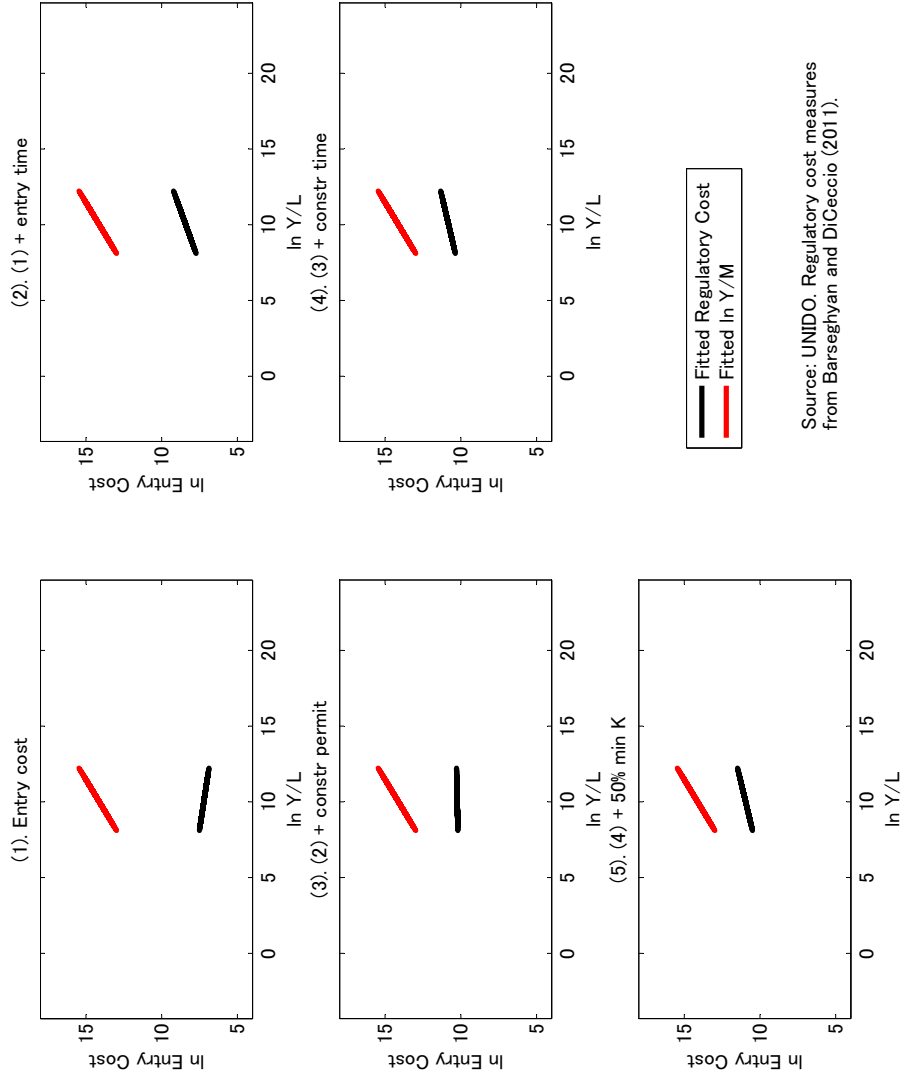 (1). Entry cost
ln Entry Cost
15
10
5
0
5
10
15
20
ln Y/L
(2). (1) + entry time
ln Entry Cost
15
10
5
0
5
10
15
20
ln Y/L
(3). (2) + constr permit
ln Entry Cost
15
10
5
0
5
10
15
20
ln Y/L
(4). (3) + constr time
ln Entry Cost
15
10
5
0
5
10
15
20
ln Y/L
(5). (4) + 50% min K
ln Entry Cost
15
10
5
0
5
10
15
20
ln Y/L
Fitted Regulatory Cost
Fitted ln Y/M
Source: UNIDO. Regulatory cost measures
from Barseghyan and DiCeccio (2011).